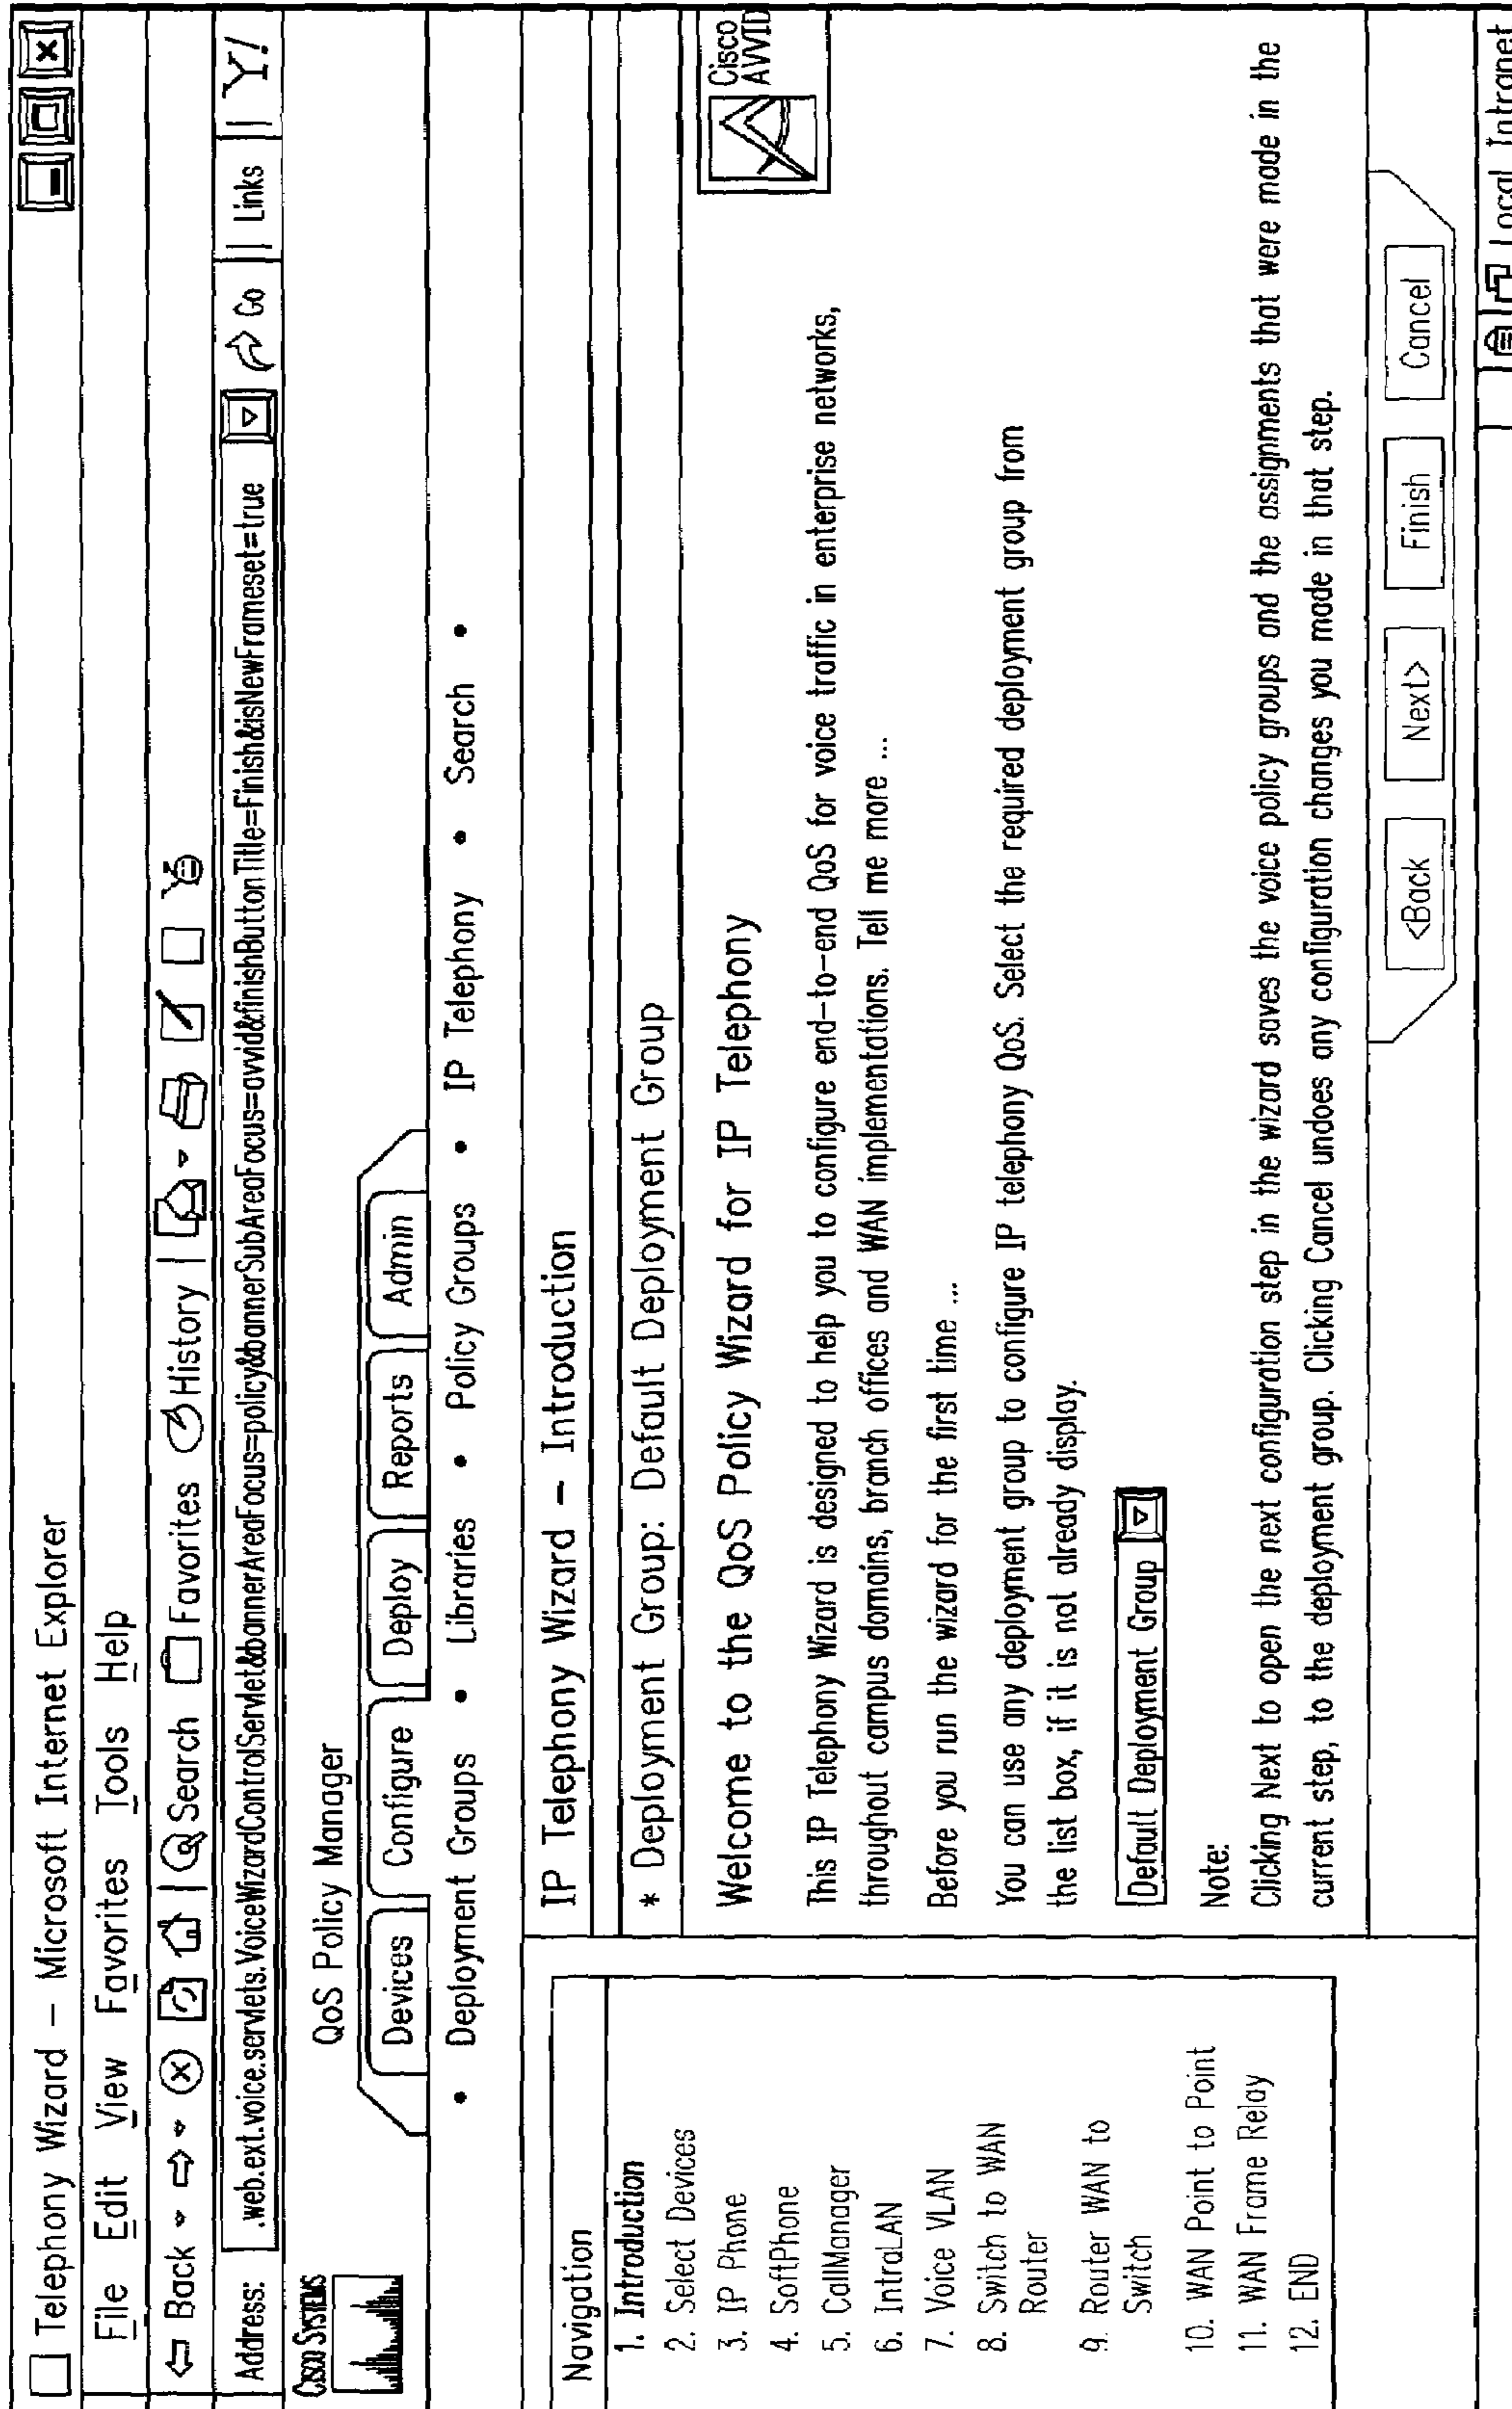 Telephony Wizard – Microsoft Internet Explorer
File Edit View Favorites Tools Help
Back Search Favorites History
Address: .web.ext.voice.servlets.VoiceWizardControlServlet&bannerAreaFocus=policy&bannerSubAreaFocus=avvid&finishButtonTitle=Finish&isNewFrameset=true Go Links Y!
CISCO SYSTEMS
QoS Policy Manager
Devices Configure Deploy Reports Admin
• Deployment Groups • Libraries • Policy Groups • IP Telephony • Search •
Navigation
1. Introduction
2. Select Devices
3. IP Phone
4. SoftPhone
5. CallManager
6. IntraLAN
7. Voice VLAN
8. Switch to WAN
Router
9. Router WAN to
Switch
10. WAN Point to Point
11. WAN Frame Relay
12. END
IP Telephony Wizard – Introduction
* Deployment Group: Default Deployment Group
Welcome to the QoS Policy Wizard for IP Telephony
Cisco
AVVID
This IP Telephony Wizard is designed to help you to configure end–to–end QoS for voice traffic in enterprise networks,
throughout campus domains, branch offices and WAN implementations. Tell me more ...
Before you run the wizard for the first time ...
You can use any deployment group to configure IP telephony QoS. Select the required deployment group from
the list box, if it is not already display.
Default Deployment Group
Note:
Clicking Next to open the next configuration step in the wizard saves the voice policy groups and the assignments that were made in the
current step, to the deployment group. Clicking Cancel undoes any configuration changes you made in that step.
<Back Next> Finish Cancel
Local Intranet